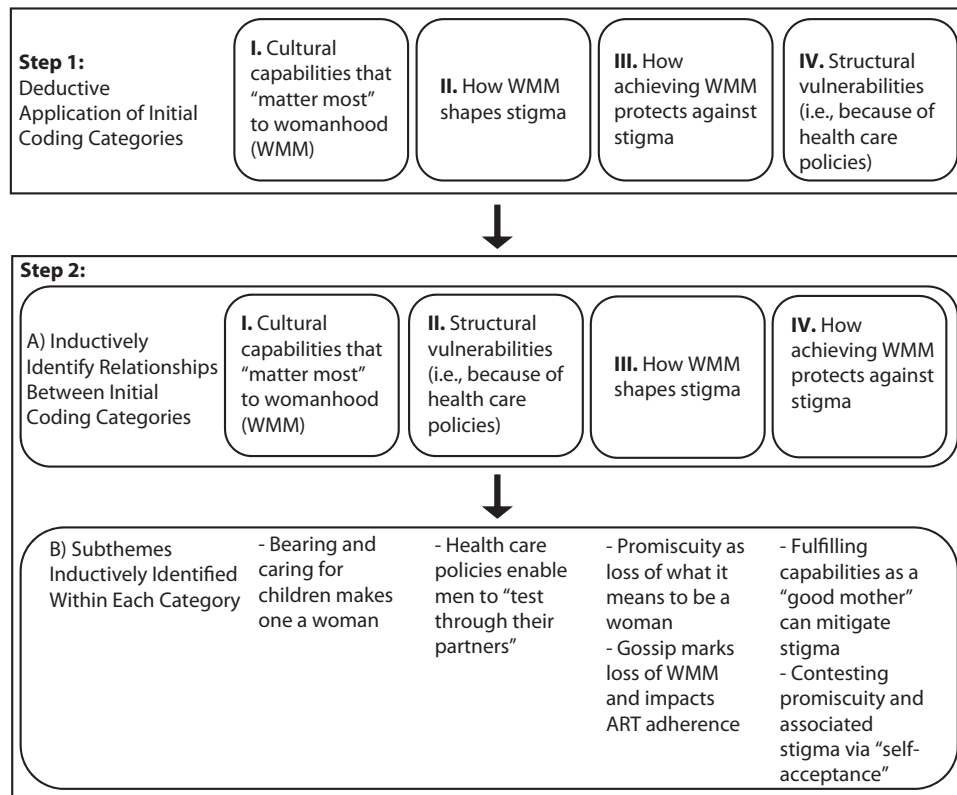 Step 1:
Deductive
Application of Initial
Coding Categories
I. Cultural
capabilities that
“matter most”
to womanhood
(WMM)
II. How WMM
shapes stigma
III. How
achieving WMM
protects against
stigma
IV. Structural
vulnerabilities
(i.e., because of
health care
policies)
Step 2:
A) Inductively
Identify Relationships
Between Initial
Coding Categories
I. Cultural
capabilities that
“matter most”
to womanhood
(WMM)
II. Structural
vulnerabilities
(i.e., because of
health care
policies)
III. How WMM
shapes stigma
IV. How
achieving WMM
protects against
stigma
B) Subthemes
Inductively Identified
Within Each Category
- Bearing and
caring for
children makes
one a woman
- Health care
policies enable
men to “test
through their
partners”
- Promiscuity as
loss of what it
means to be a
woman
- Gossip marks
loss of WMM
and impacts
ART adherence
- Fulfilling
capabilities as a
“good mother”
can mitigate
stigma
- Contesting
promiscuity and
associated
stigma via “self-
acceptance”